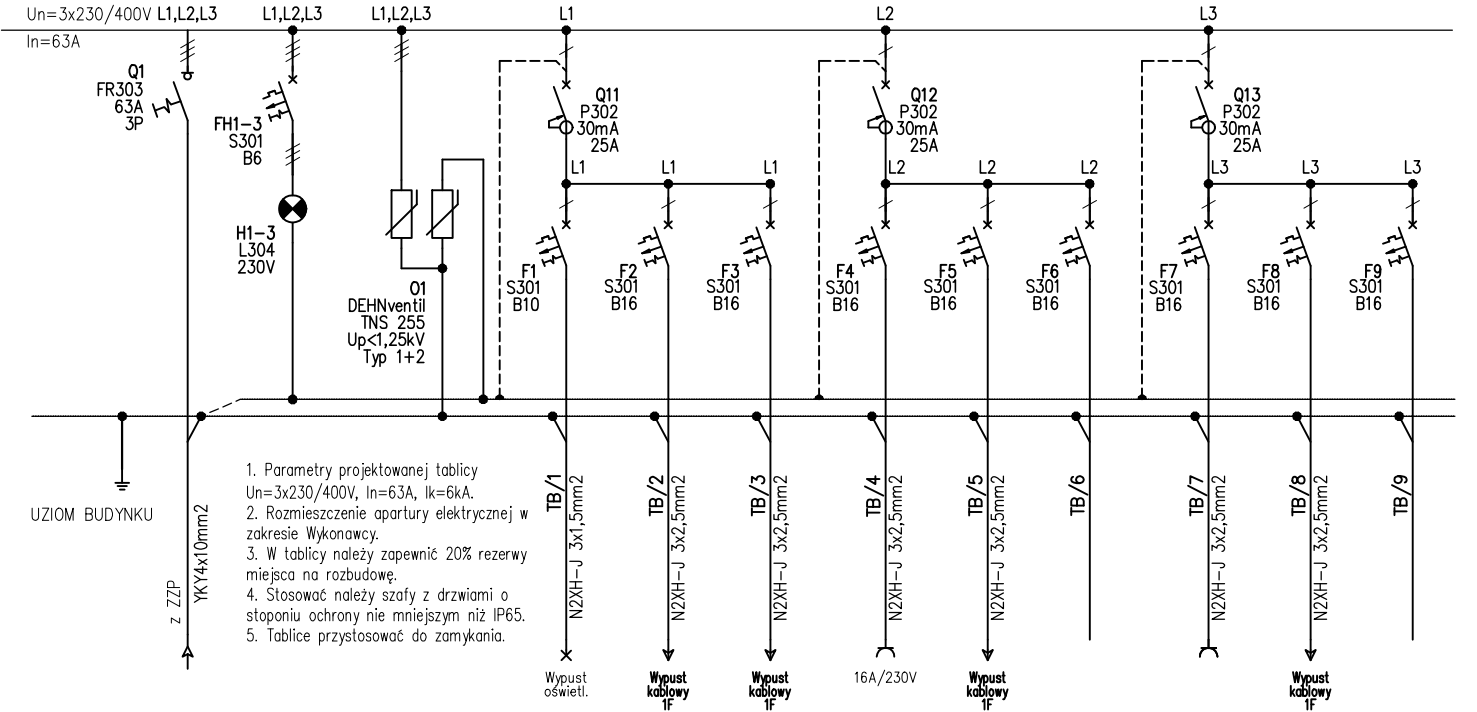 Un=3x230/400V
L1,L2,L3
L1,L2,L3
L1,L2,L3
L1
L2
L3
In=63A
Q1
FR303
63A
3P
FH1-3
S301
B6
H1-3
L304
230V
O1
DEHNventil
TNS 255
Up<1,25kV
Typ 1+2
Q11
P302
30mA
25A
Q12
P302
30mA
25A
Q13
P302
30mA
25A
L1
L1
L1
L2
L2
L2
L3
L3
L3
F1
S301
B10
F2
S301
B16
F3
S301
B16
F4
S301
B16
F5
S301
B16
F6
S301
B16
F7
S301
B16
F8
S301
B16
F9
S301
B16
UZIOM BUDYNKU
z ZZP
YKY4x10mm2
1. Parametry projektowanej tablicy
Un=3x230/400V, In=63A, Ik=6kA.
2. Rozmieszczenie apartury elektrycznej w
zakresie Wykonawcy.
3. W tablicy należy zapewnić 20% rezerwy
miejsca na rozbudowę.
4. Stosować należy szafy z drzwiami o
stoponiu ochrony nie mniejszym niż IP65.
5. Tablice przystosować do zamykania.
TB/1
N2XH-J 3x1,5mm2
TB/2
N2XH-J 3x2,5mm2
TB/3
N2XH-J 3x2,5mm2
TB/4
N2XH-J 3x2,5mm2
TB/5
N2XH-J 3x2,5mm2
TB/6
TB/7
N2XH-J 3x2,5mm2
TB/8
N2XH-J 3x2,5mm2
TB/9
Wypust
oświetl.
Wypust
kablowy
1F
Wypust
kablowy
1F
16A/230V
Wypust
kablowy
1F
Wypust
kablowy
1F